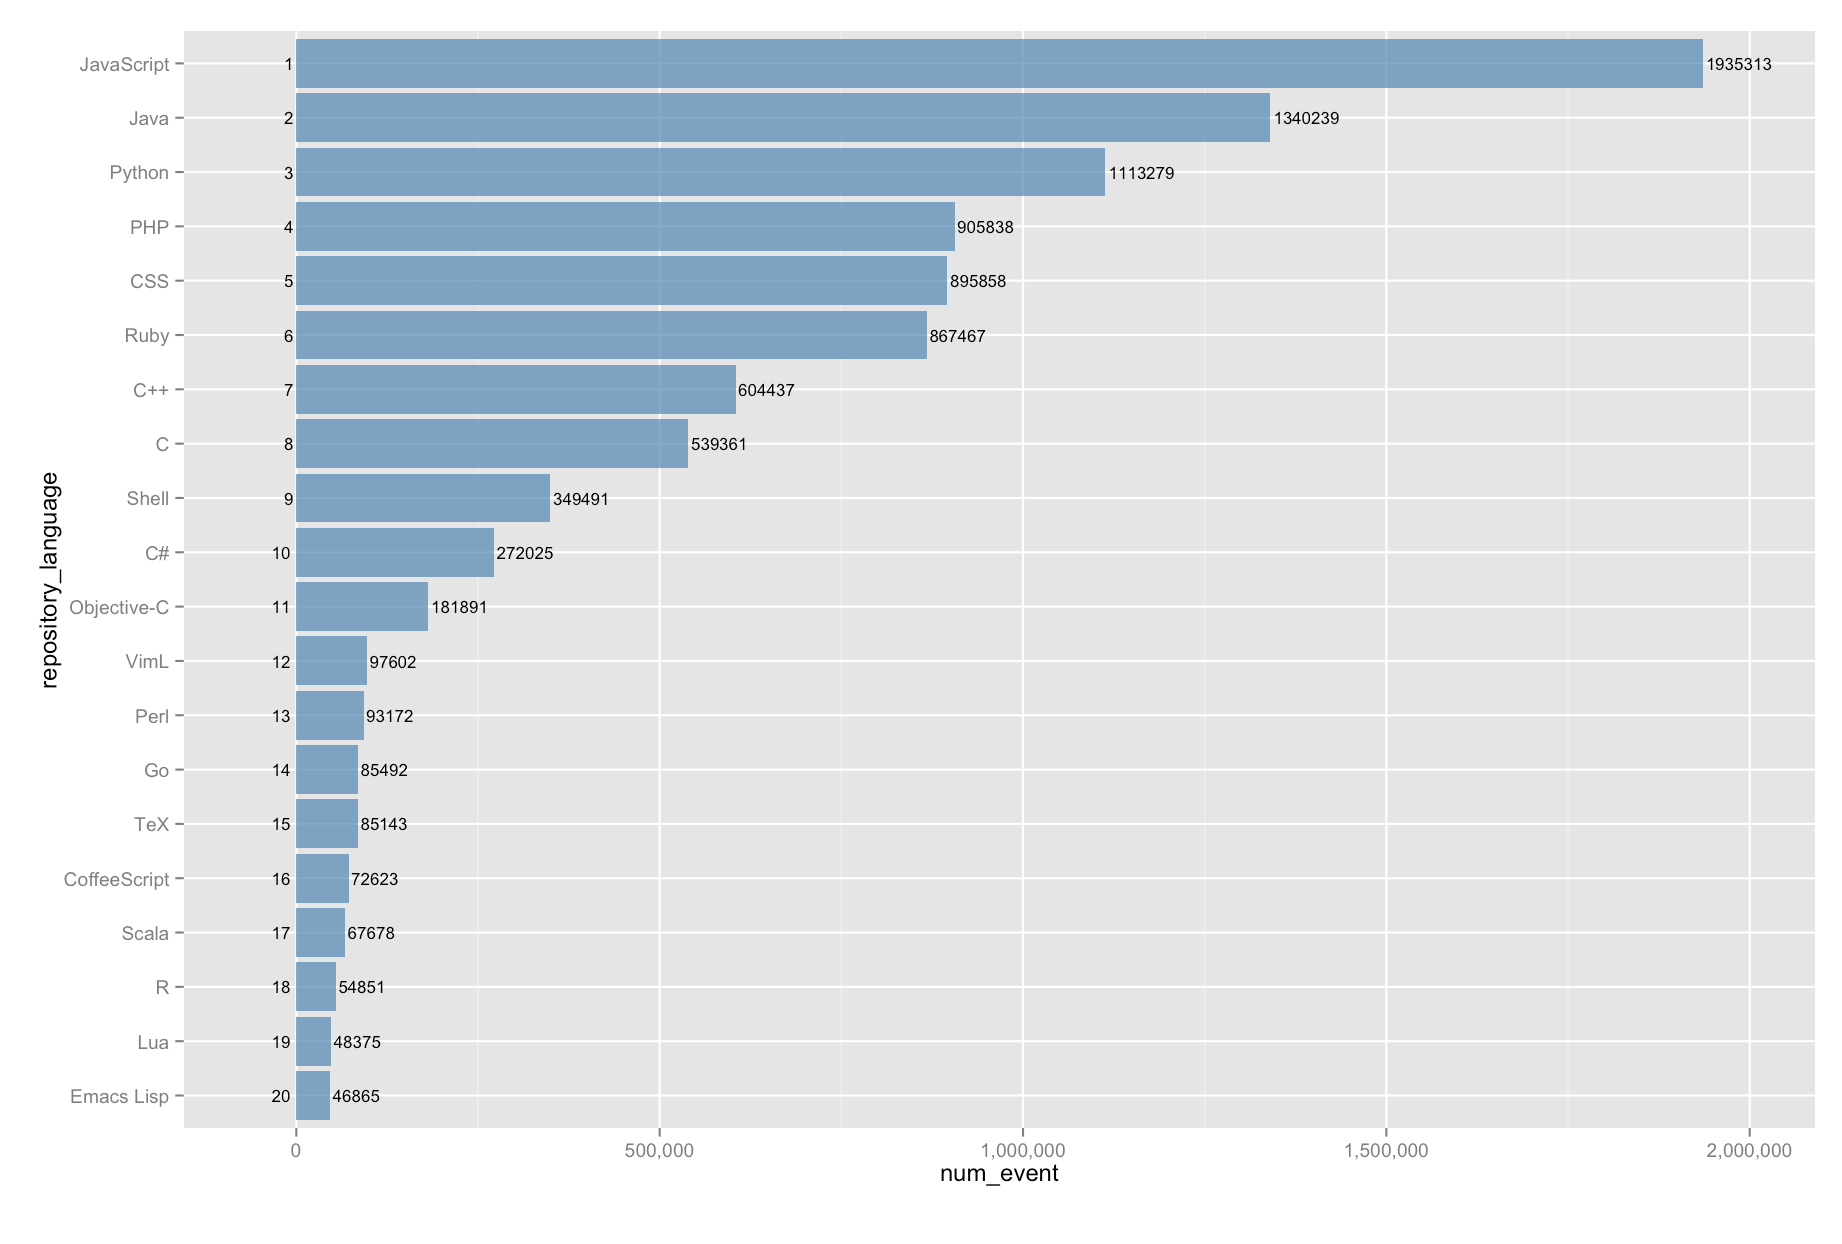 JavaScript 1 1935313
Java 2 1340239
Python 3 1113279
PHP 4 905838
CSS 5 895858
Ruby 6 867467
C++ 7 604437
C 8 539361
Shell 9 349491
C# 10 272025
Objective-C 11 181891
VimL 12 97602
Perl 13 93172
Go 14 85492
TeX 15 85143
CoffeeScript 16 72623
Scala 17 67678
R 18 54851
Lua 19 48375
Emacs Lisp 20 46865
repository_language
0 500,000 1,000,000 1,500,000 2,000,000
num_event